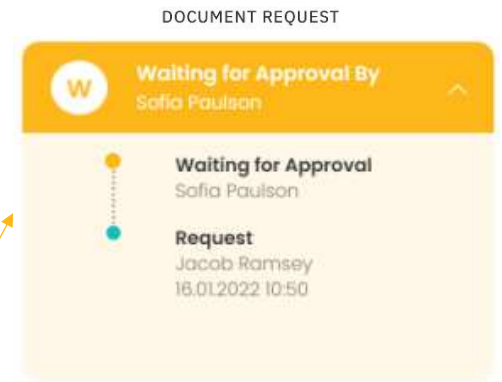 DOCUMENT REQUEST
W
Waiting for Approval By
Sofia Paulson
Waiting for Approval
Sofia Paulson
Request
Jacob Ramsey
16.01.2022 10:50